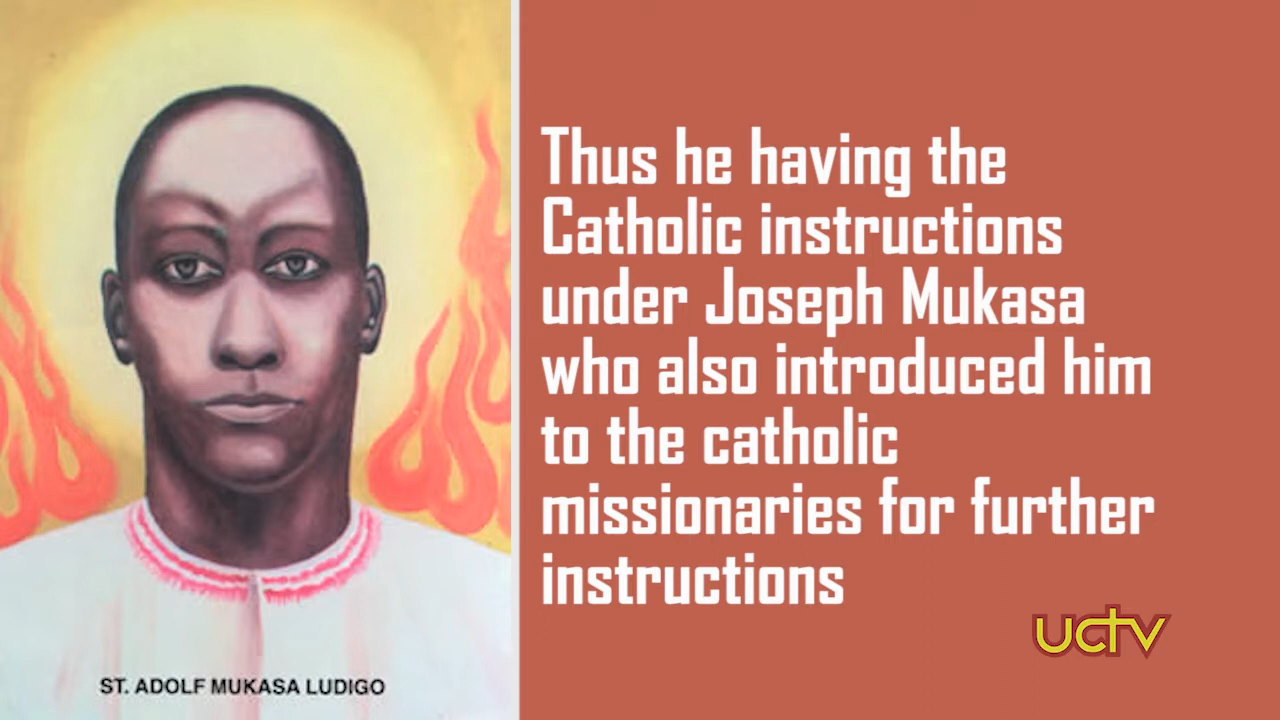 Thus he having the
Catholic instructions
under Joseph Mukasa
who also introduced him
to the catholic
missionaries for further
instructions
uctv
ST. ADOLF MUKASA LUDIGO